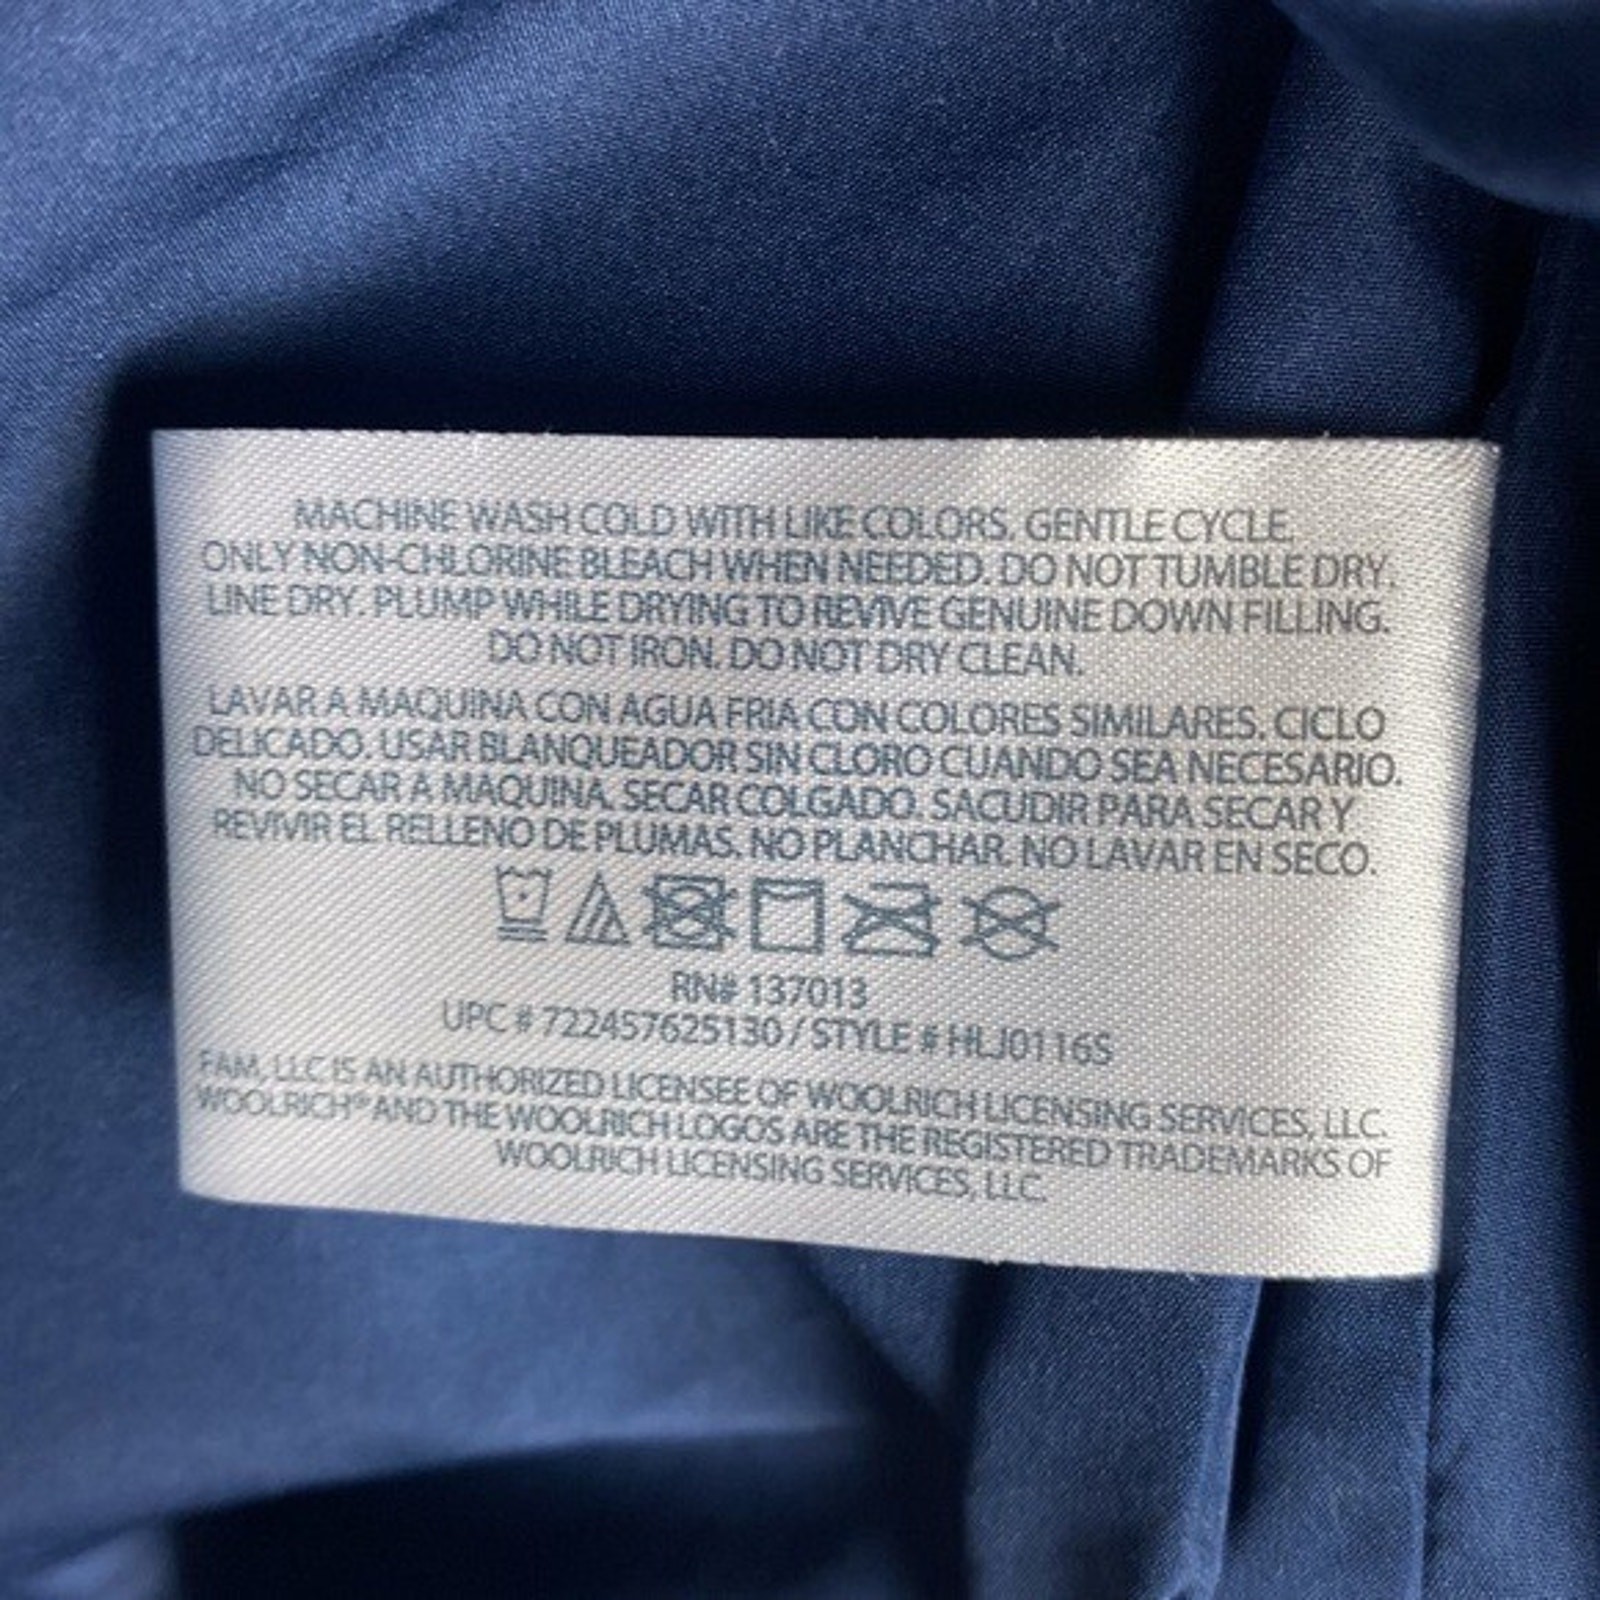 MACHINE WASH COLD WITH LIKE COLORS. GENTLE CYCLE.
ONLY NON-CHLORINE BLEACH WHEN NEEDED. DO NOT TUMBLE DRY.
LINE DRY. PLUMP WHILE DRYING TO REVIVE GENUINE DOWN FILLING.
DO NOT IRON. DO NOT DRY CLEAN.
LAVAR A MAQUINA CON AGUA FRIA CON COLORES SIMILARES. CICLO
DELICADO. USAR BLANQUEADOR SIN CLORO CUANDO SEA NECESARIO.
NO SECAR A MAQUINA. SECAR COLGADO. SACUDIR PARA SECAR Y
REVIVIR EL RELLENO DE PLUMAS. NO PLANCHAR. NO LAVAR EN SECO.
RN# 137013
UPC # 722457625130 / STYLE # HLJ0116S
FAM, LLC IS AN AUTHORIZED LICENSEE OF WOOLRICH LICENSING SERVICES, LLC.
WOOLRICH® AND THE WOOLRICH LOGOS ARE THE REGISTERED TRADEMARKS OF
WOOLRICH LICENSING SERVICES, LLC.